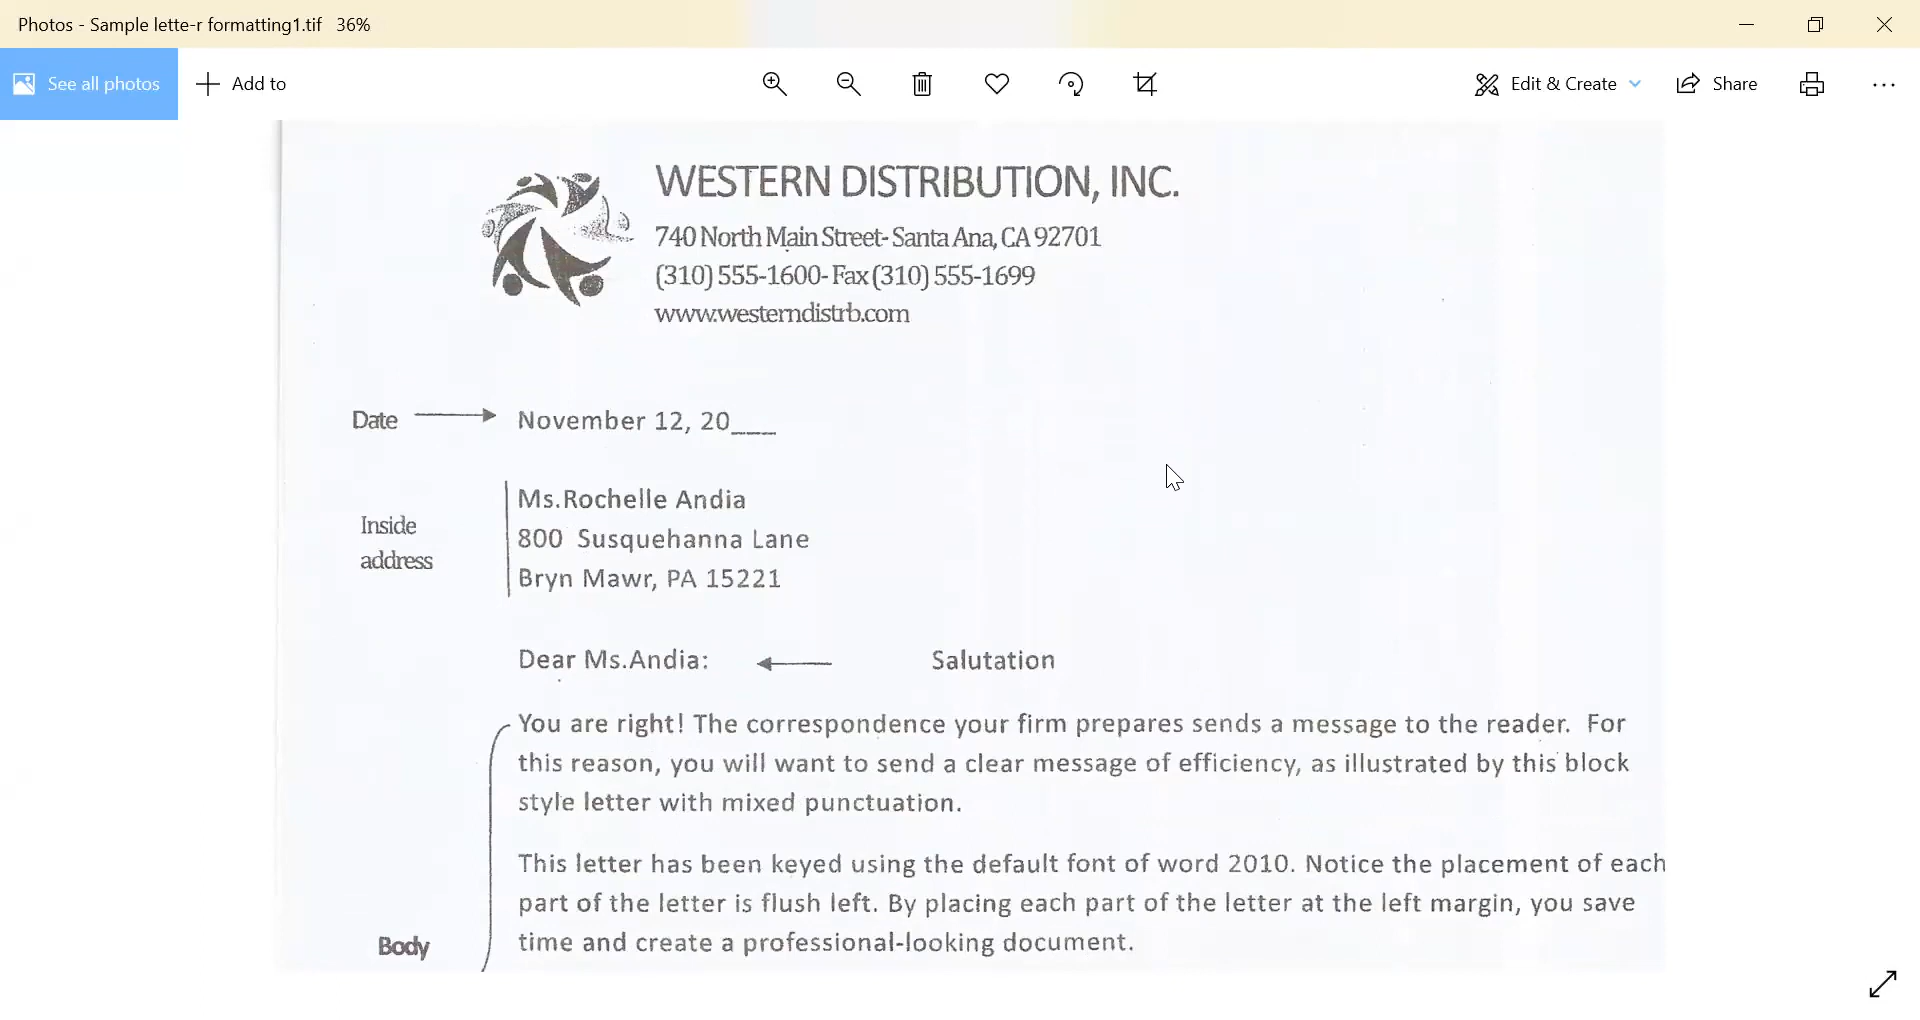 Photos - Sample lette-r formatting1.tif 36%
See all photos
Add to
Edit & Create
Share
WESTERN DISTRIBUTION, INC.
740 North Main Street- Santa Ana, CA 92701
(310) 555-1600- Fax (310) 555-1699
www.westerndistrb.com
Date
November 12, 20___
Inside
address
Ms.Rochelle Andia
800 Susquehanna Lane
Bryn Mawr, PA 15221
Dear Ms.Andia:
Salutation
You are right! The correspondence your firm prepares sends a message to the reader. For
this reason, you will want to send a clear message of efficiency, as illustrated by this block
style letter with mixed punctuation.
This letter has been keyed using the default font of word 2010. Notice the placement of each
part of the letter is flush left. By placing each part of the letter at the left margin, you save
time and create a professional-looking document.
Body